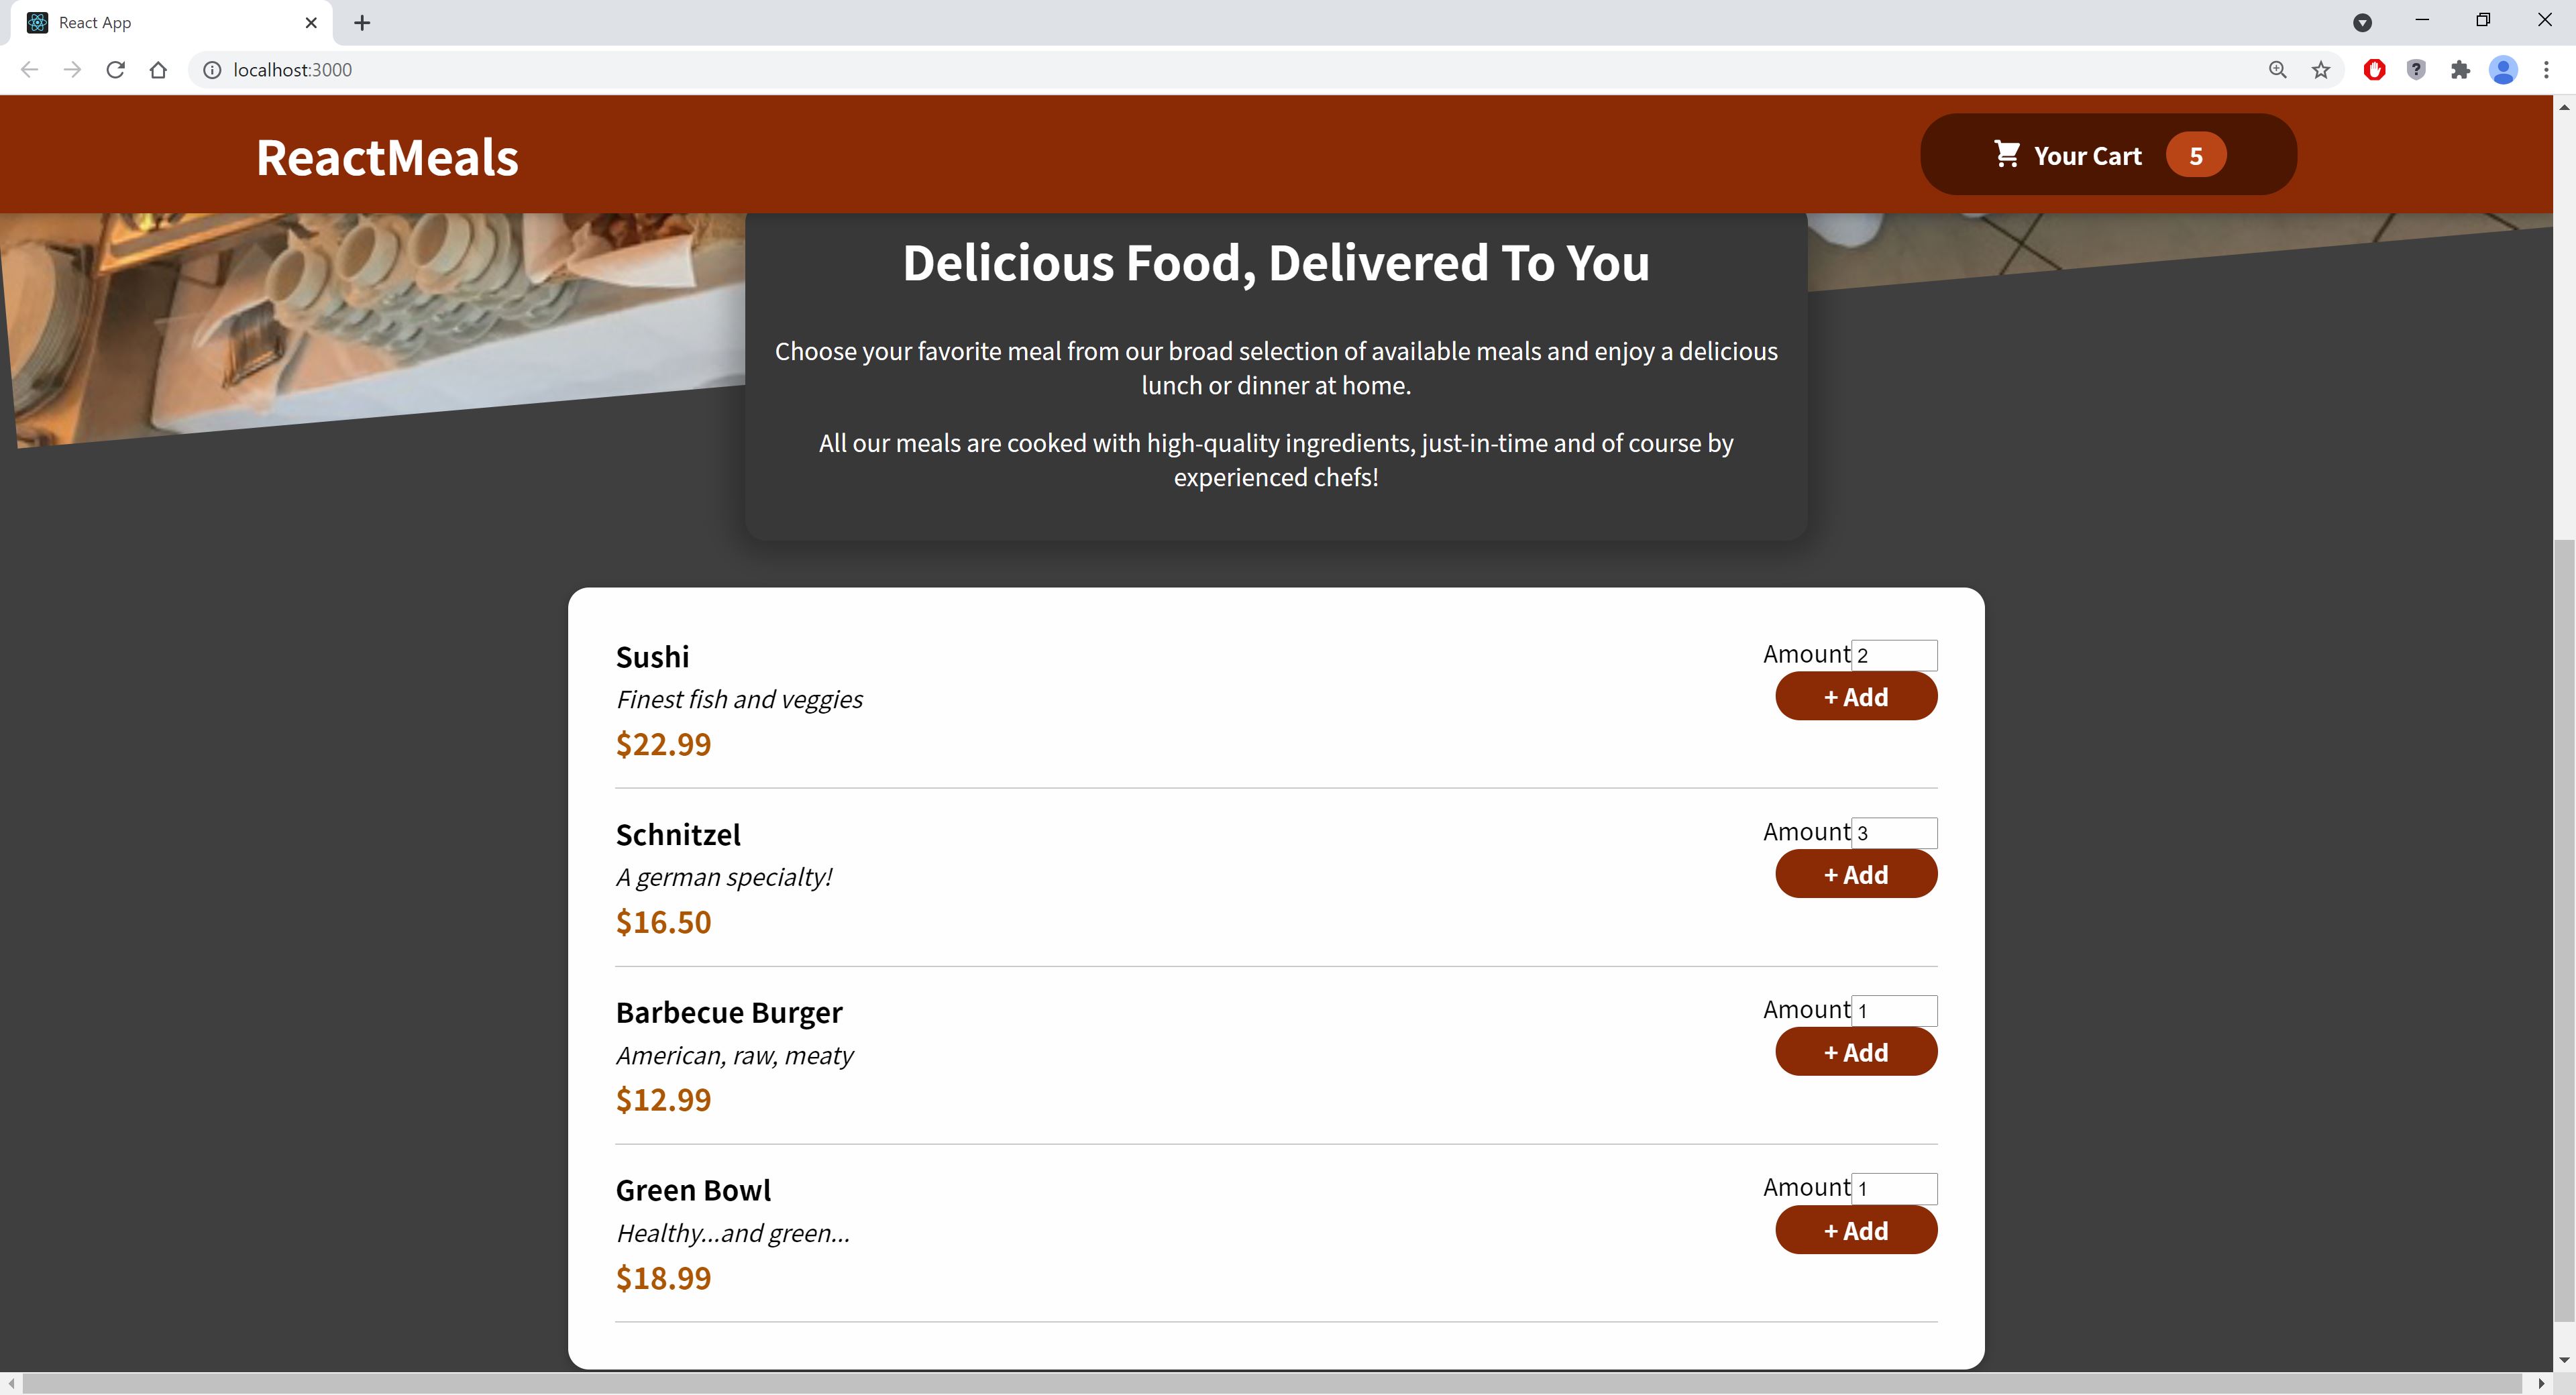 React App
localhost:3000
ReactMeals
Your Cart 5
Delicious Food, Delivered To You
Choose your favorite meal from our broad selection of available meals and enjoy a delicious
lunch or dinner at home.
All our meals are cooked with high-quality ingredients, just-in-time and of course by
experienced chefs!
Sushi
Finest fish and veggies
$22.99
Amount 2
+ Add
Schnitzel
A german specialty!
$16.50
Amount 3
+ Add
Barbecue Burger
American, raw, meaty
$12.99
Amount 1
+ Add
Green Bowl
Healthy...and green...
$18.99
Amount 1
+ Add